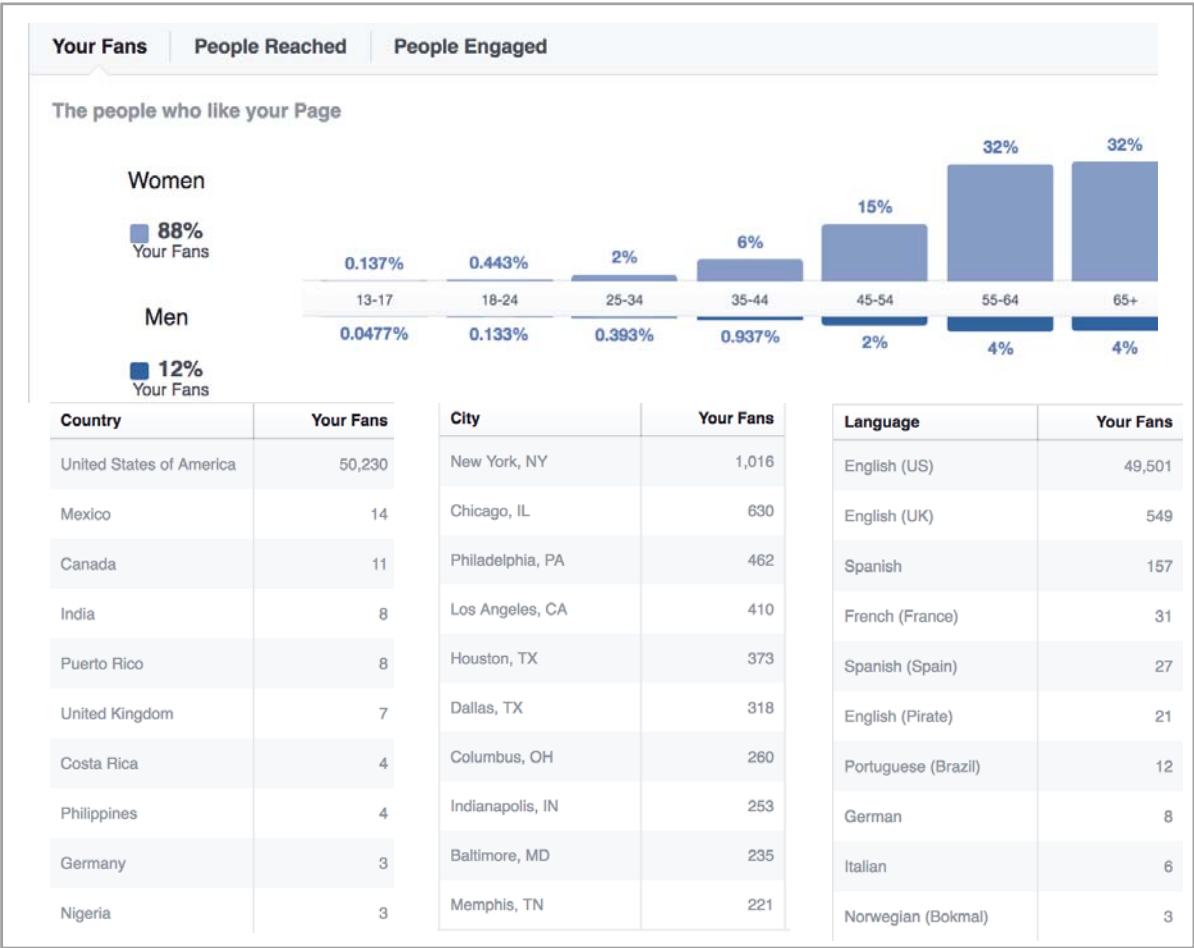 Your Fans People Reached People Engaged
The people who like your Page
Women
88%
Your Fans
0.137% 0.443% 2% 6% 15% 32% 32%
13-17 18-24 25-34 35-44 45-54 55-64 65+
0.0477% 0.133% 0.393% 0.937% 2% 4% 4%
Men
12%
Your Fans
Country Your Fans
United States of America 50,230
Mexico 14
Canada 11
India 8
Puerto Rico 8
United Kingdom 7
Costa Rica 4
Philippines 4
Germany 3
Nigeria 3
City Your Fans
New York, NY 1,016
Chicago, IL 630
Philadelphia, PA 462
Los Angeles, CA 410
Houston, TX 373
Dallas, TX 318
Columbus, OH 260
Indianapolis, IN 253
Baltimore, MD 235
Memphis, TN 221
Language Your Fans
English (US) 49,501
English (UK) 549
Spanish 157
French (France) 31
Spanish (Spain) 27
English (Pirate) 21
Portuguese (Brazil) 12
German 8
Italian 6
Norwegian (Bokmal) 3